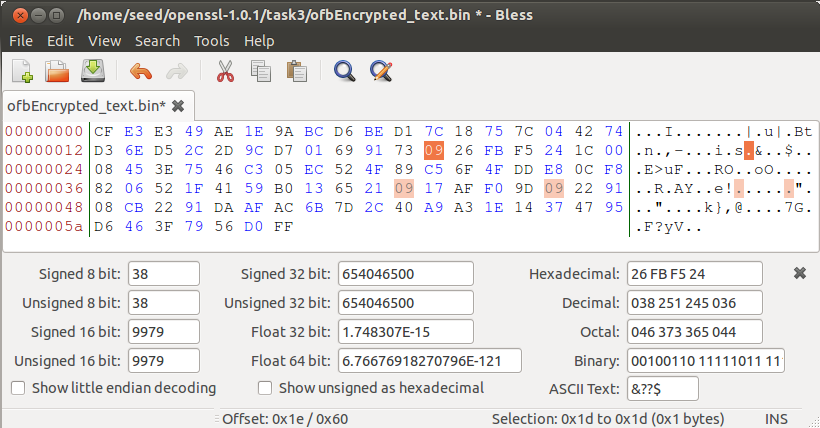 /home/seed/openssl-1.0.1/task3/ofbEncrypted_text.bin * - Bless
File Edit View Search Tools Help
ofbEncrypted_text.bin*
00000000 CF E3 E3 49 AE 1E 9A BC D6 BE D1 7C 18 75 7C 04 42 74 ...I.......|.u|.Bt
00000012 D3 6E D5 2C 2D 9C D7 01 69 91 73 09 26 FB F5 24 1C 00 .n.,-...i.s.&..$..
00000024 08 45 3E 75 46 C3 05 EC 52 4F 89 C5 6F 4F DD E8 0C F8 .E>uF...RO..oO....
00000036 82 06 52 1F 41 59 B0 13 65 21 09 17 AF F0 9D 09 22 91 ..R.AY..e!......".
00000048 08 CB 22 91 DA AF AC 6B 7D 2C 40 A9 A3 1E 14 37 47 95 .."....k},@....7G.
0000005a D6 46 3F 79 56 D0 FF .F?yV..
Signed 8 bit: 38 Signed 32 bit: 654046500 Hexadecimal: 26 FB F5 24
Unsigned 8 bit: 38 Unsigned 32 bit: 654046500 Decimal: 038 251 245 036
Signed 16 bit: 9979 Float 32 bit: 1.748307E-15 Octal: 046 373 365 044
Unsigned 16 bit: 9979 Float 64 bit: 6.76676918270796E-121 Binary: 00100110 11111011 11
Show little endian decoding Show unsigned as hexadecimal ASCII Text: &??$
Offset: 0x1e / 0x60 Selection: 0x1d to 0x1d (0x1 bytes) INS